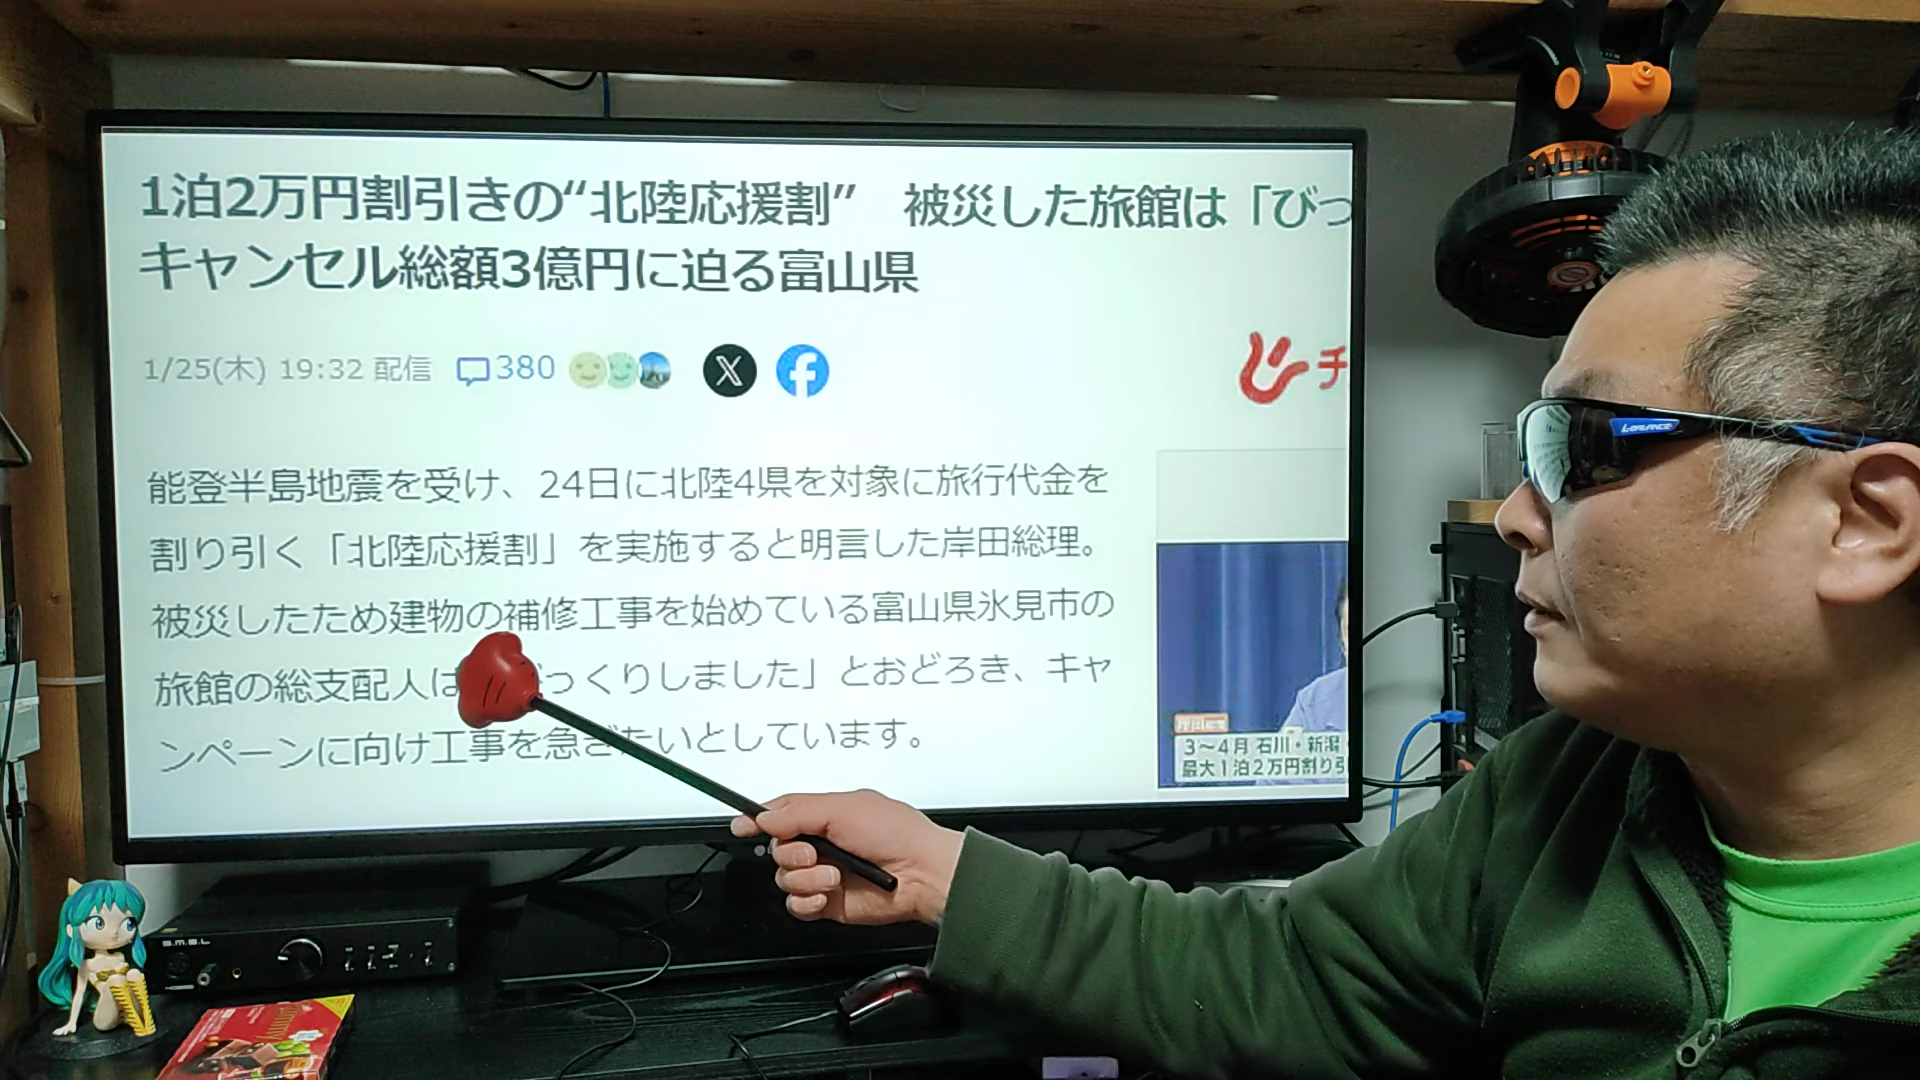 1泊2万円割引きの“北陸応援割” 被災した旅館は「びっ
キャンセル総額3億円に迫る富山県
1/25(木) 19:32 配信 380
チ
能登半島地震を受け、24日に北陸4県を対象に旅行代金を
割り引く「北陸応援割」を実施すると明言した岸田総理。
被災したため建物の補修工事を始めている富山県氷見市の
旅館の総支配人は っくりしました」とおどろき、キャ
ンペーンに向け工事を急ぎたいとしています。
3～4月 石川・新潟
最大1泊2万円割り引
S.M.S.L